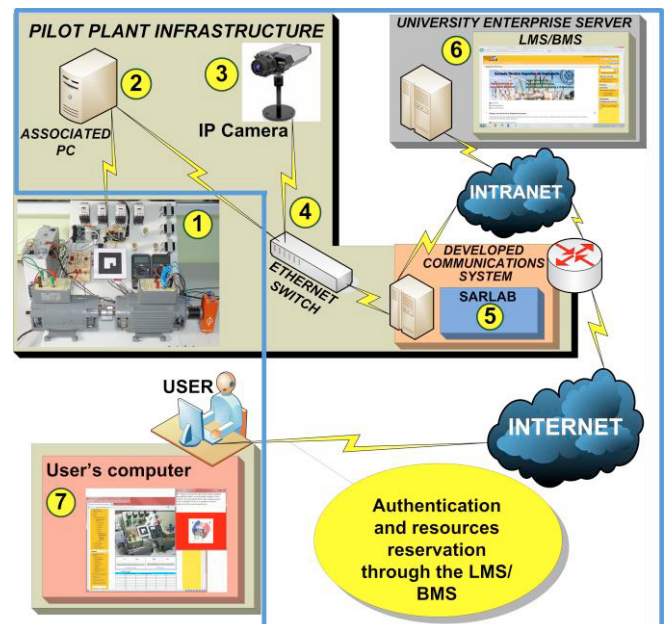 PILOT PLANT INFRASTRUCTURE
2
3
ASSOCIATED
PC
IP Camera
1
4
ETHERNET
SWITCH
UNIVERSITY ENTERPRISE SERVER
6
LMS/BMS
INTRANET
DEVELOPED
COMMUNICATIONS
SYSTEM
SARLAB
5
USER
INTERNET
User's computer
7
Authentication
and resources
reservation
through the LMS/
BMS